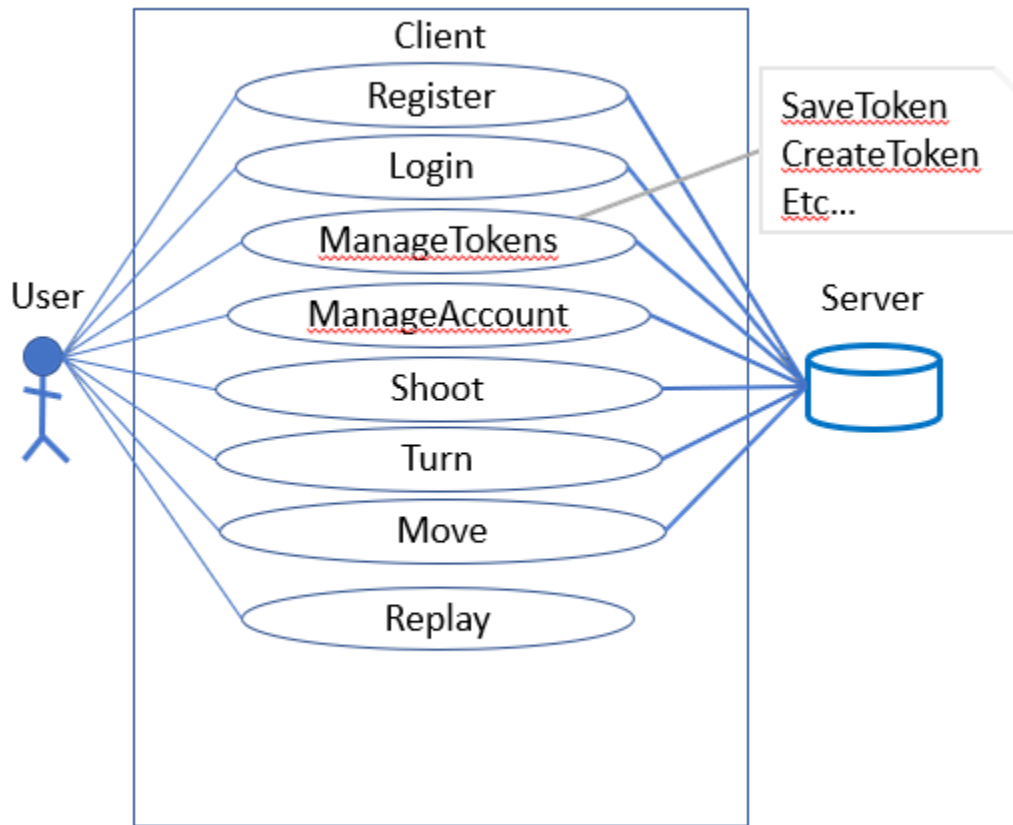 Client
Register
Login
ManageTokens
ManageAccount
Shoot
Turn
Move
Replay
User
Server
SaveToken
CreateToken
Etc...